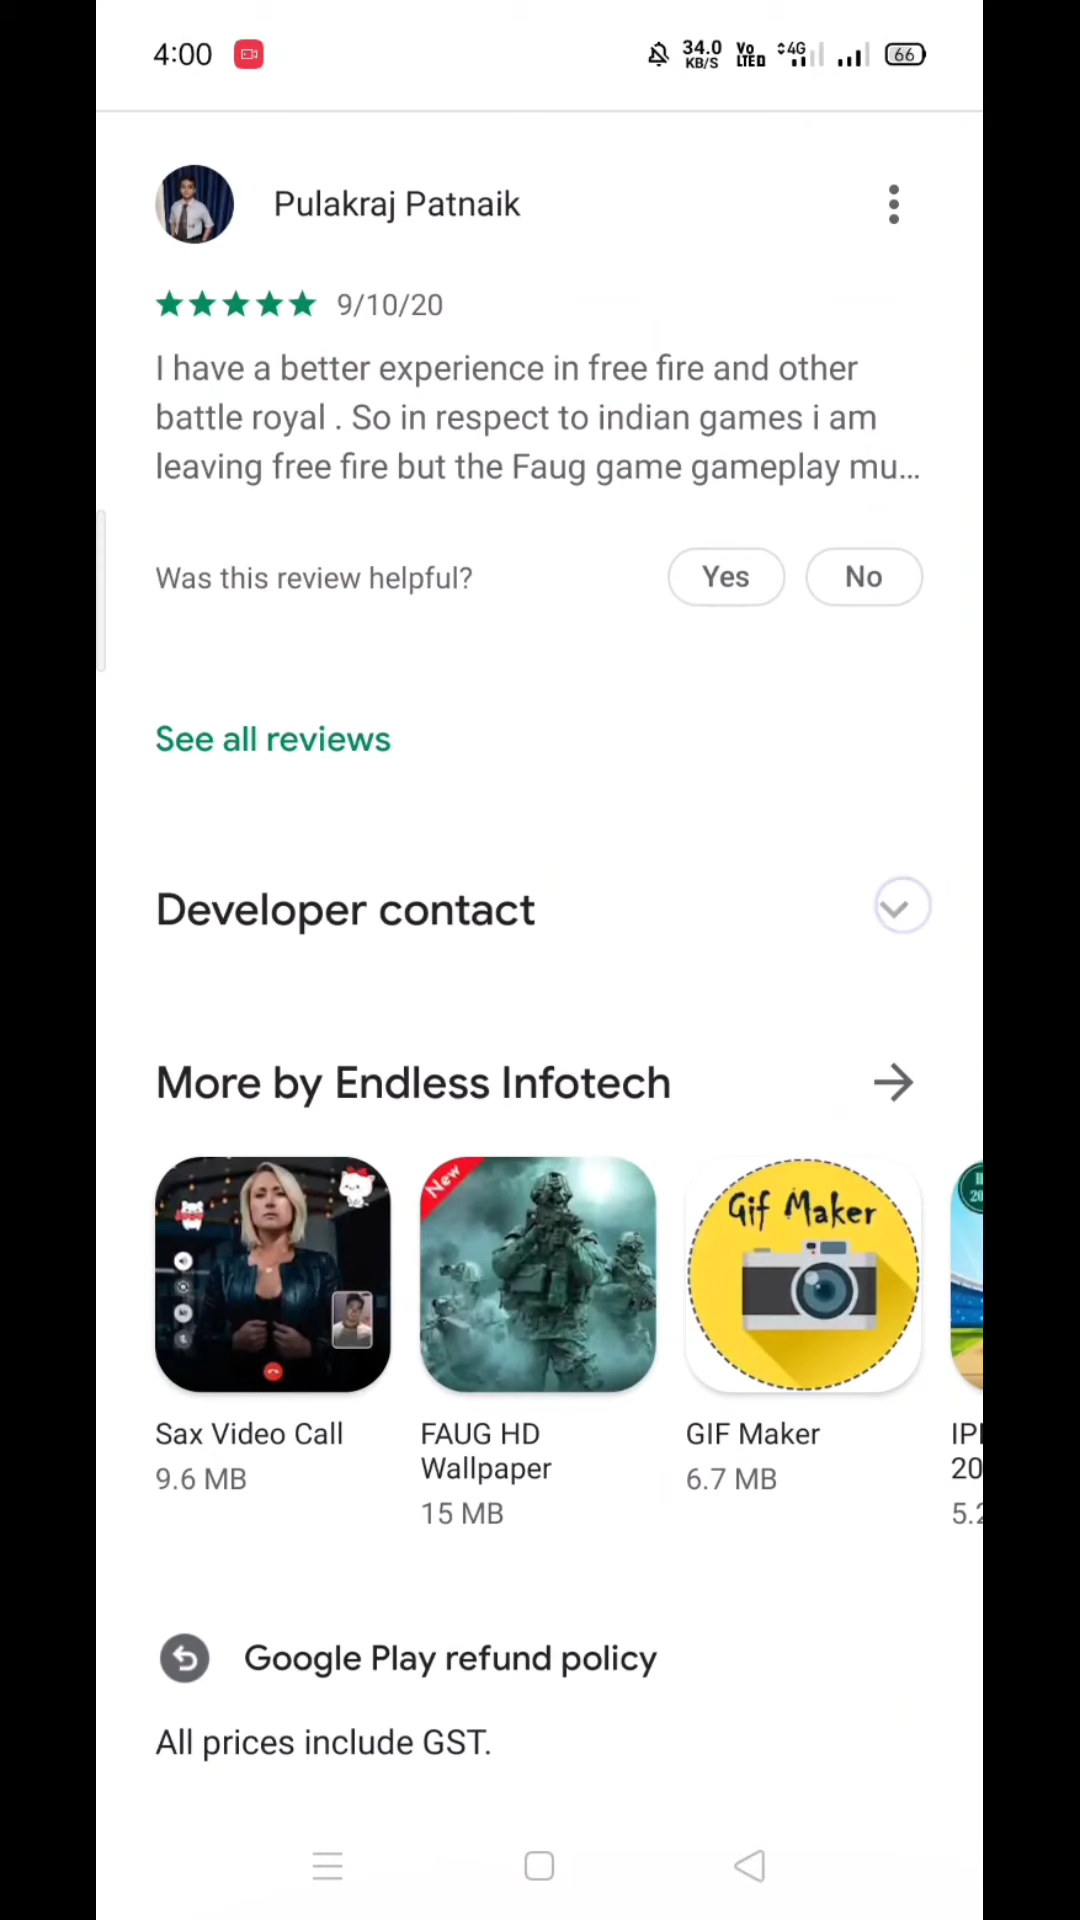 4:00 34.0 KB/S Vo LTE 4G 66
Pulakraj Patnaik
9/10/20
I have a better experience in free fire and other
battle royal . So in respect to indian games i am
leaving free fire but the Faug game gameplay mu...
Was this review helpful? Yes No
See all reviews
Developer contact
More by Endless Infotech
New
Gif Maker
Sax Video Call
9.6 MB
FAUG HD
Wallpaper
15 MB
GIF Maker
6.7 MB
20
5.2
Google Play refund policy
All prices include GST.